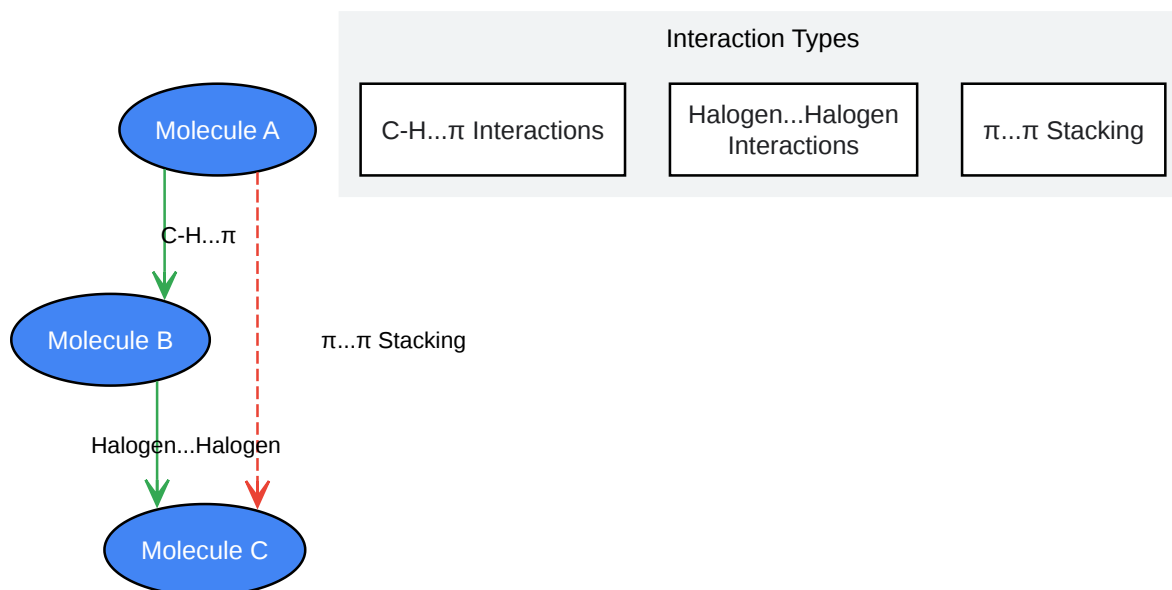 Interaction Types
Molecule A
C-H...π Interactions
Halogen...Halogen
Interactions
π...π Stacking
C-H...π
Molecule B
π...π Stacking
Halogen...Halogen
Molecule C